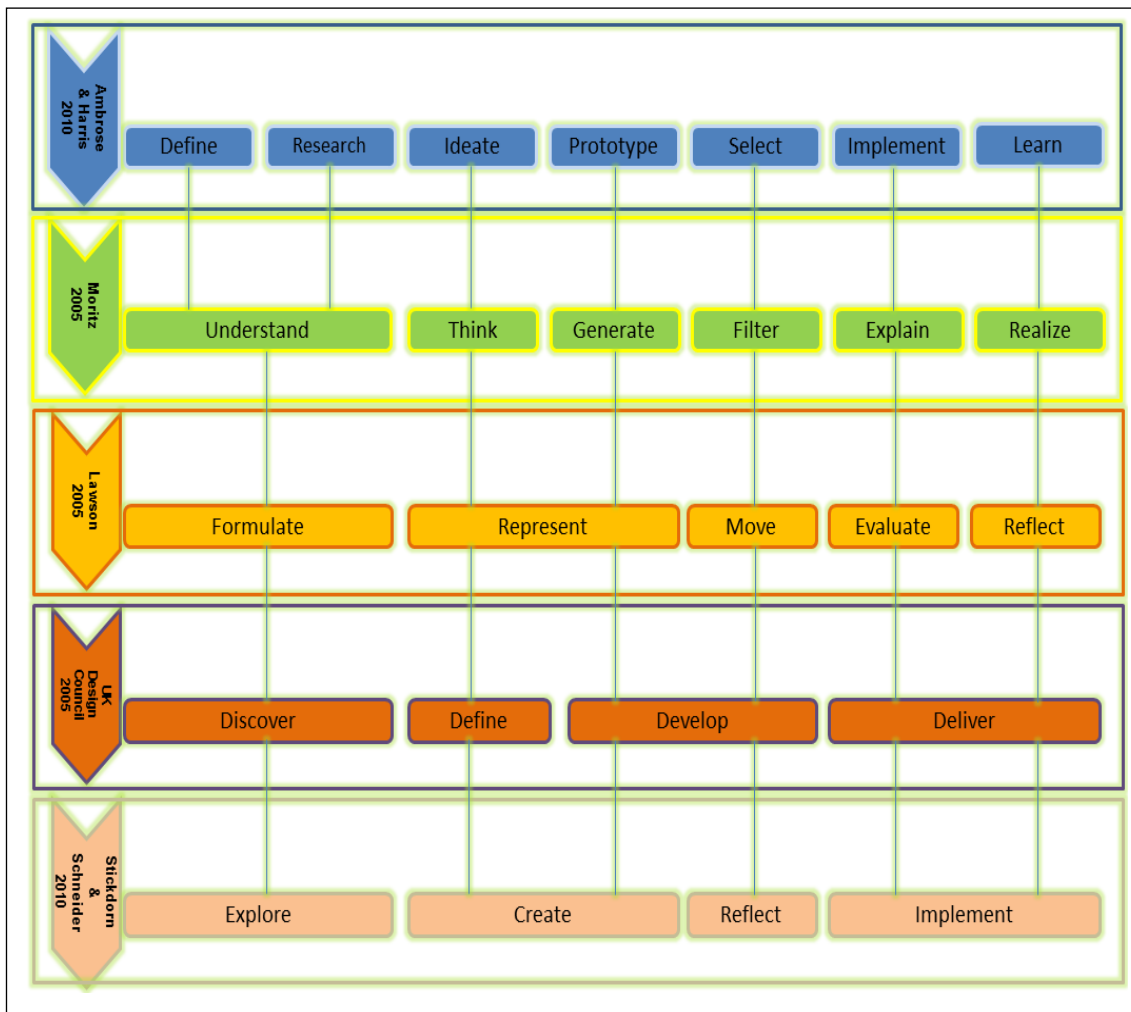 Ambrose
& Harris
2010
Define
Research
Ideate
Prototype
Select
Implement
Learn
Moritz
2005
Understand
Think
Generate
Filter
Explain
Realize
Lawson
2005
Formulate
Represent
Move
Evaluate
Reflect
UK
Design
Council
2005
Discover
Define
Develop
Deliver
Stickdorn
&
Schneider
2010
Explore
Create
Reflect
Implement